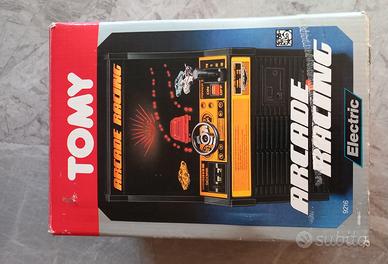 TOMY
ARCADE RACING
ARCADE
RACING
Electric
9216
subito